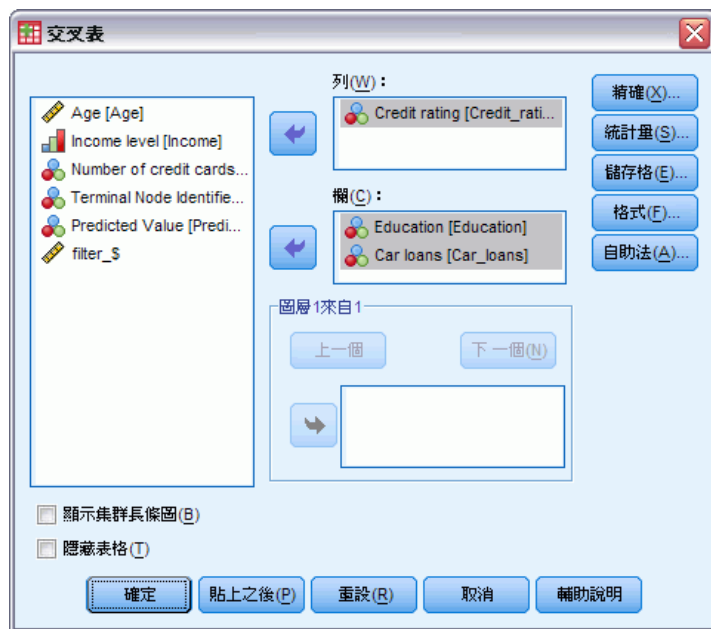 交叉表
Age [Age]
Income level [Income]
Number of credit cards...
Terminal Node Identifie...
Predicted Value [Predi...
filter_$
列(W)：
Credit rating [Credit_rati...
欄(C)：
Education [Education]
Car loans [Car_loans]
圖層1來自1
上一個
下一個(N)
精確(X)...
統計量(S)...
儲存格(E)...
格式(F)...
自助法(A)...
顯示集群長條圖(B)
隱藏表格(T)
確定
貼上之後(P)
重設(R)
取消
輔助說明